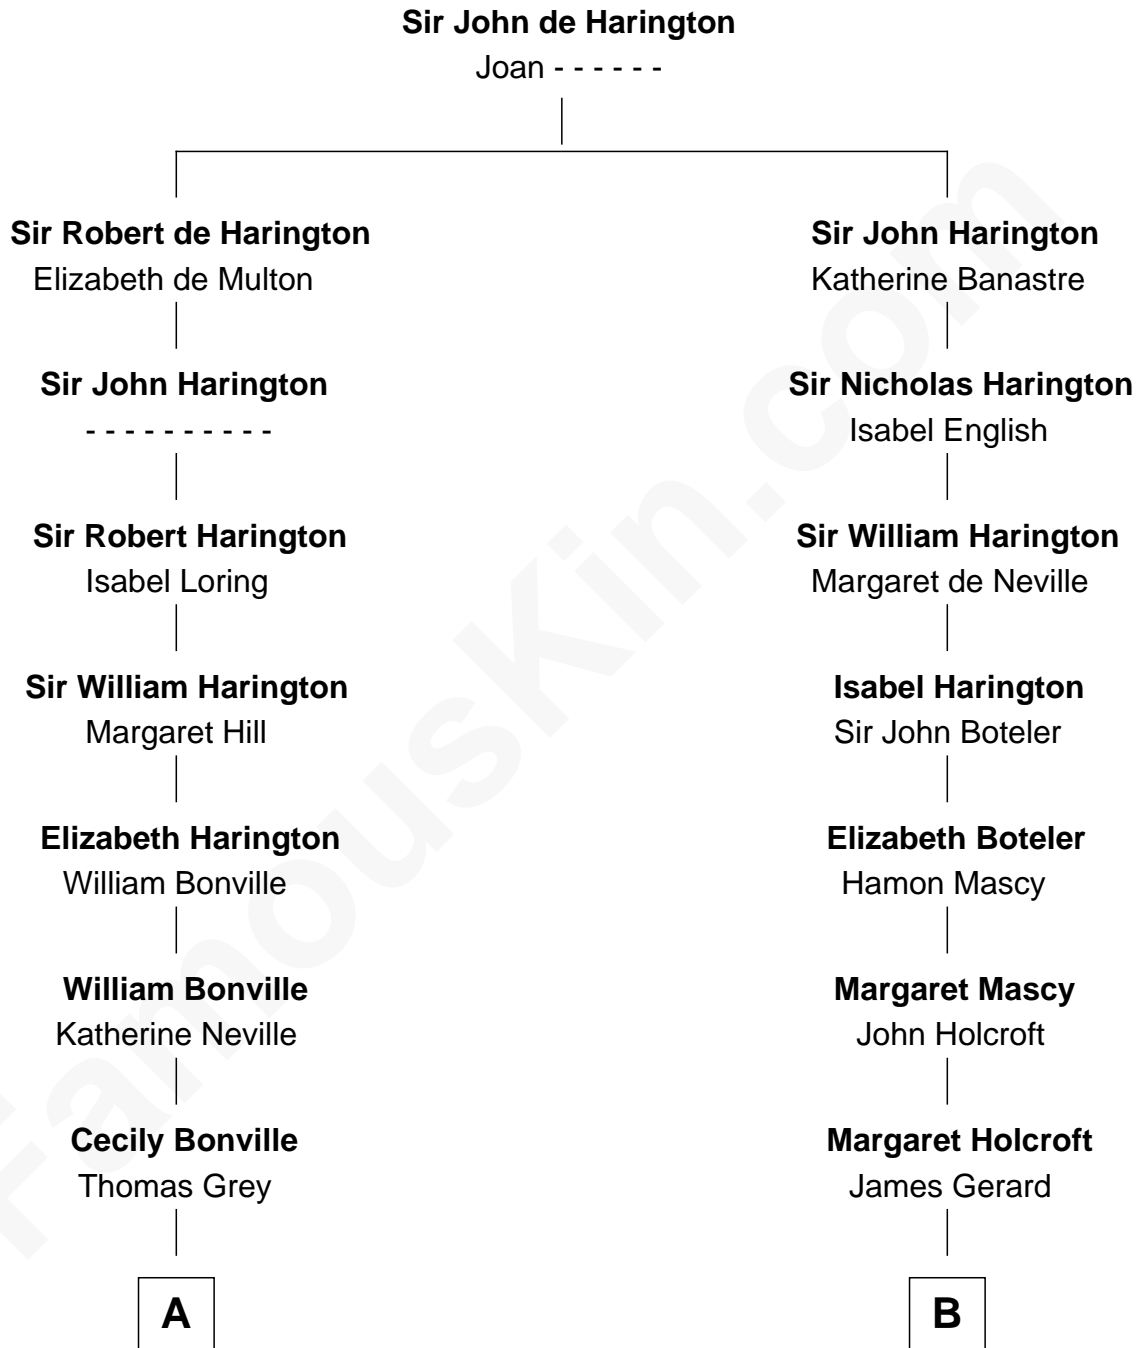 Sir John de Harington
Joan - - - - - -
Sir Robert de Harington
Elizabeth de Multon
Sir John Harington
- - - - - - - - - -
Sir Robert Harington
Isabel Loring
Sir William Harington
Margaret Hill
Elizabeth Harington
William Bonville
William Bonville
Katherine Neville
Cecily Bonville
Thomas Grey
A
Sir John Harington
Katherine Banastre
Sir Nicholas Harington
Isabel English
Sir William Harington
Margaret de Neville
Isabel Harington
Sir John Boteler
Elizabeth Boteler
Hamon Mascy
Margaret Mascy
John Holcroft
Margaret Holcroft
James Gerard
B
FamousKin.com